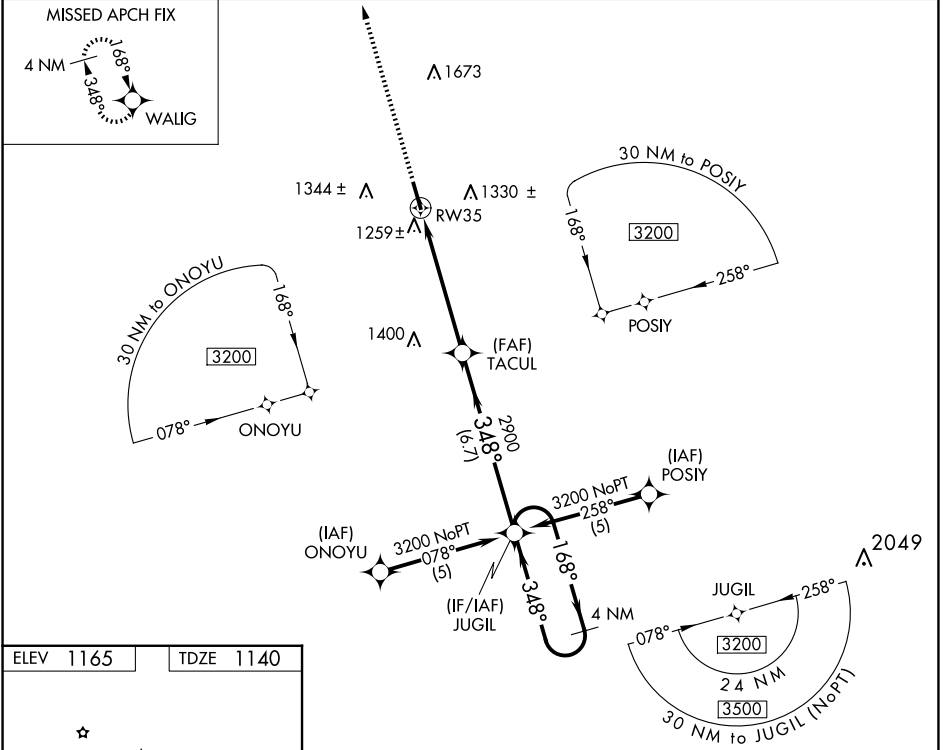 MISSED APCH FIX
4 NM
168°
348°
WALIG
1673
1344 ±
1330 ±
RW35
1259±
30 NM to POSIY
168°
3200
258°
POSIY
30 NM to ONOYU
168°
3200
078°
ONOYU
1400
(FAF)
TACUL
2900
348°
(6.7)
(IAF)
POSIY
3200 NoPT
258°
(5)
(IAF)
ONOYU
3200 NoPT
078°
(5)
168°
348°
4 NM
(IF/IAF)
JUGIL
2049
JUGIL
258°
078°
3200
24 NM
3500
30 NM to JUGIL (NoPT)
ELEV 1165
TDZE 1140